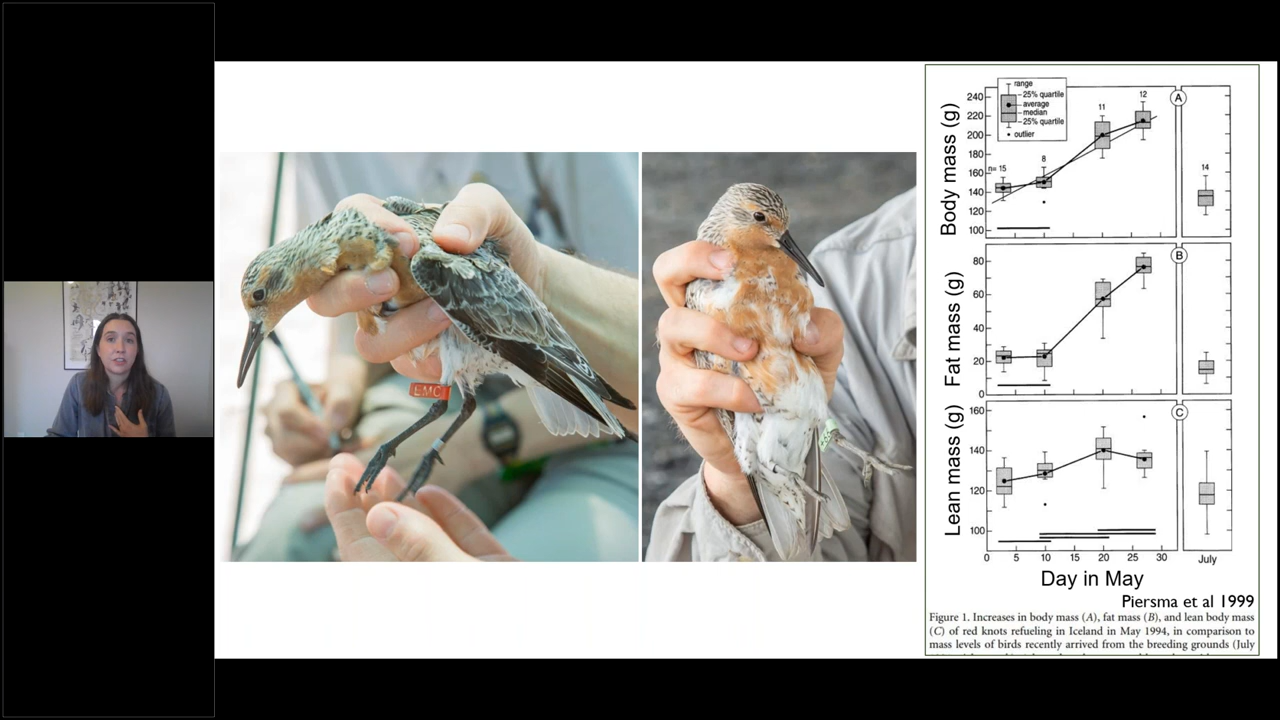 EMC
range
25% quartile
average
median
25% quartile
outlier
Body mass (g)
240
220
200
180
160
140
120
100
n= 15
8
11
12
14
A
Fat mass (g)
80
60
40
20
0
B
Lean mass (g)
160
140
120
100
C
0 5 10 15 20 25 30 July
Day in May
Piersma et al 1999
Figure 1. Increases in body mass (A), fat mass (B), and lean body mass
(C) of red knots refueling in Iceland in May 1994, in comparison to
mass levels of birds recently arrived from the breeding grounds (July